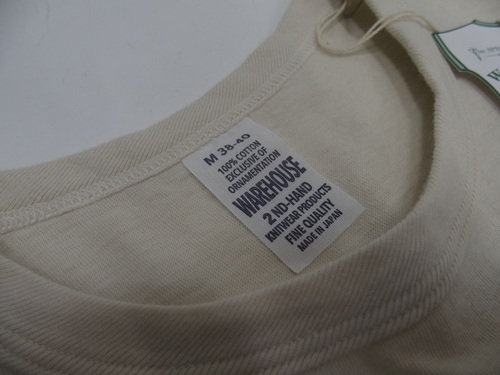 M 38-40
100% COTTON
EXCLUSIVE OF
ORNAMENTATION
WAREHOUSE
2 ND-HAND
KNITWEAR PRODUCTS
FINE QUALITY
MADE IN JAPAN